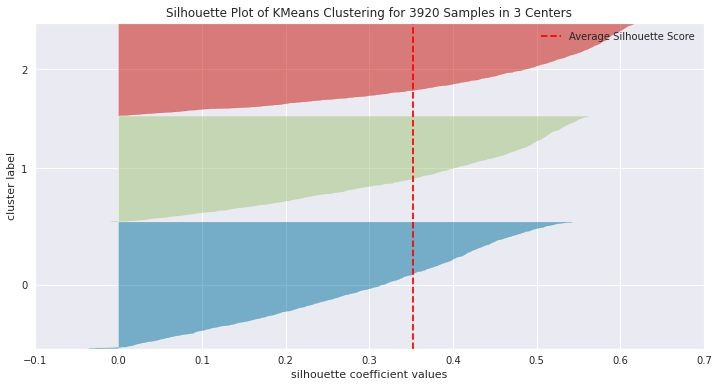 Silhouette Plot of KMeans Clustering for 3920 Samples in 3 Centers
Average Silhouette Score
2
1
0
cluster label
−0.1 0.0 0.1 0.2 0.3 0.4 0.5 0.6 0.7
silhouette coefficient values